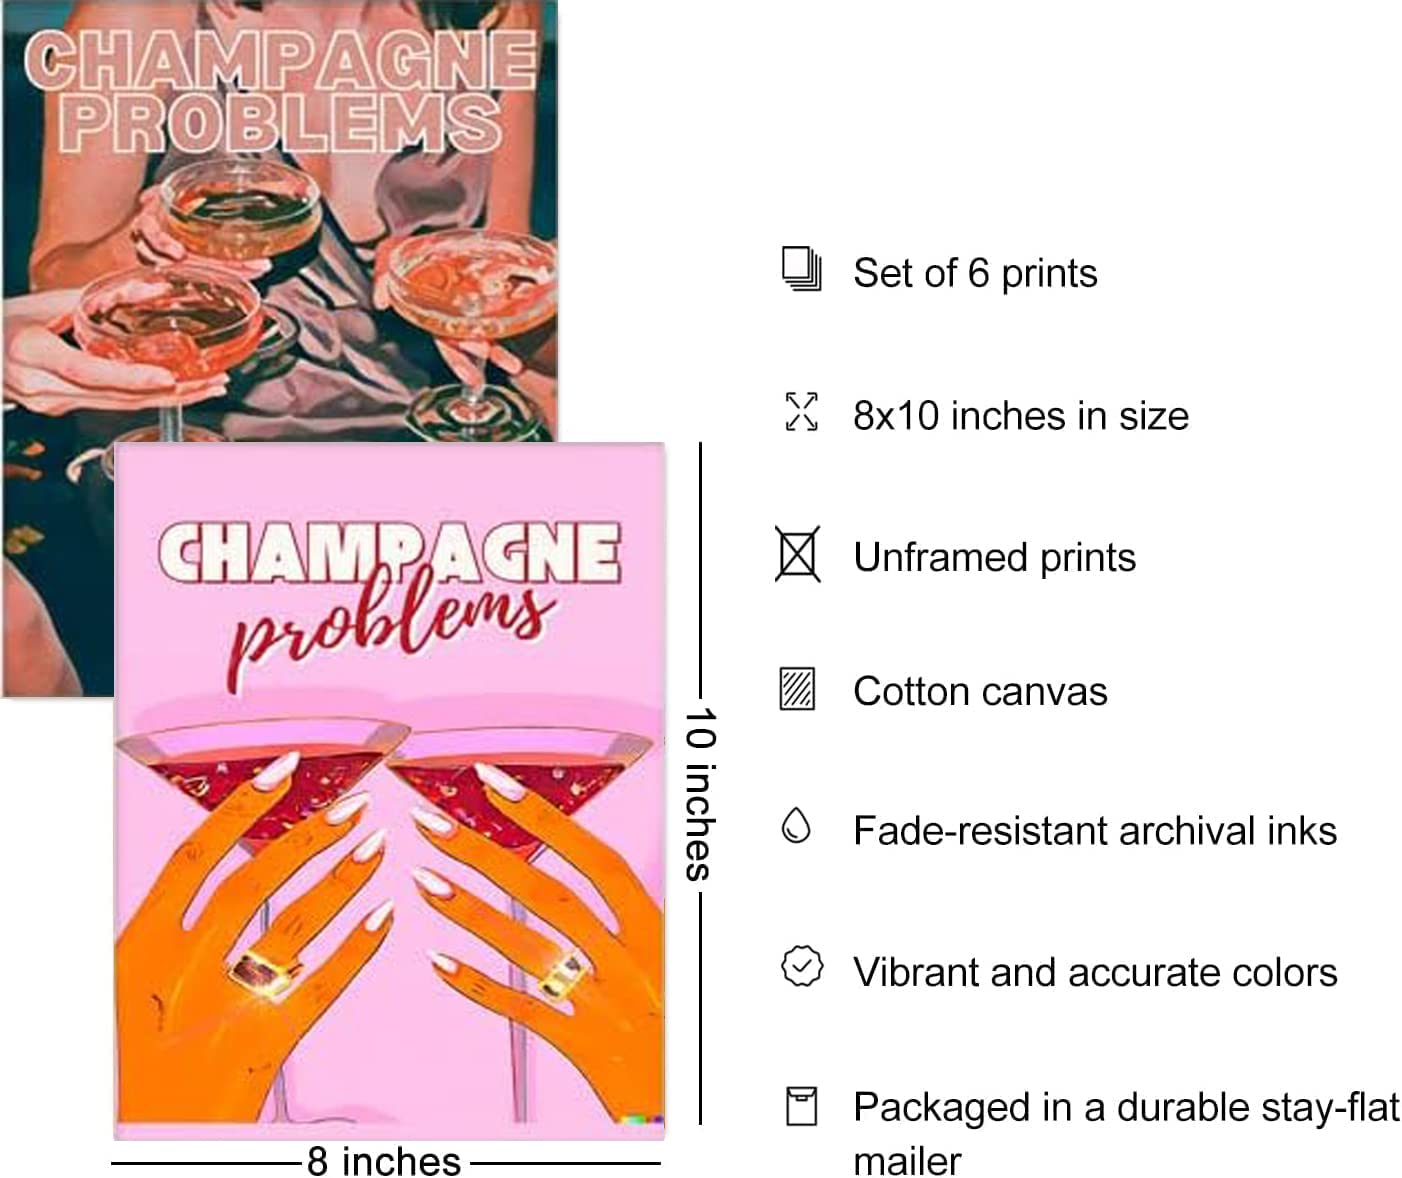 CHAMPAGNE
PROBLEMS
CHAMPAGNE
problems
10 inches
8 inches
Set of 6 prints
8x10 inches in size
Unframed prints
Cotton canvas
Fade-resistant archival inks
Vibrant and accurate colors
Packaged in a durable stay-flat
mailer